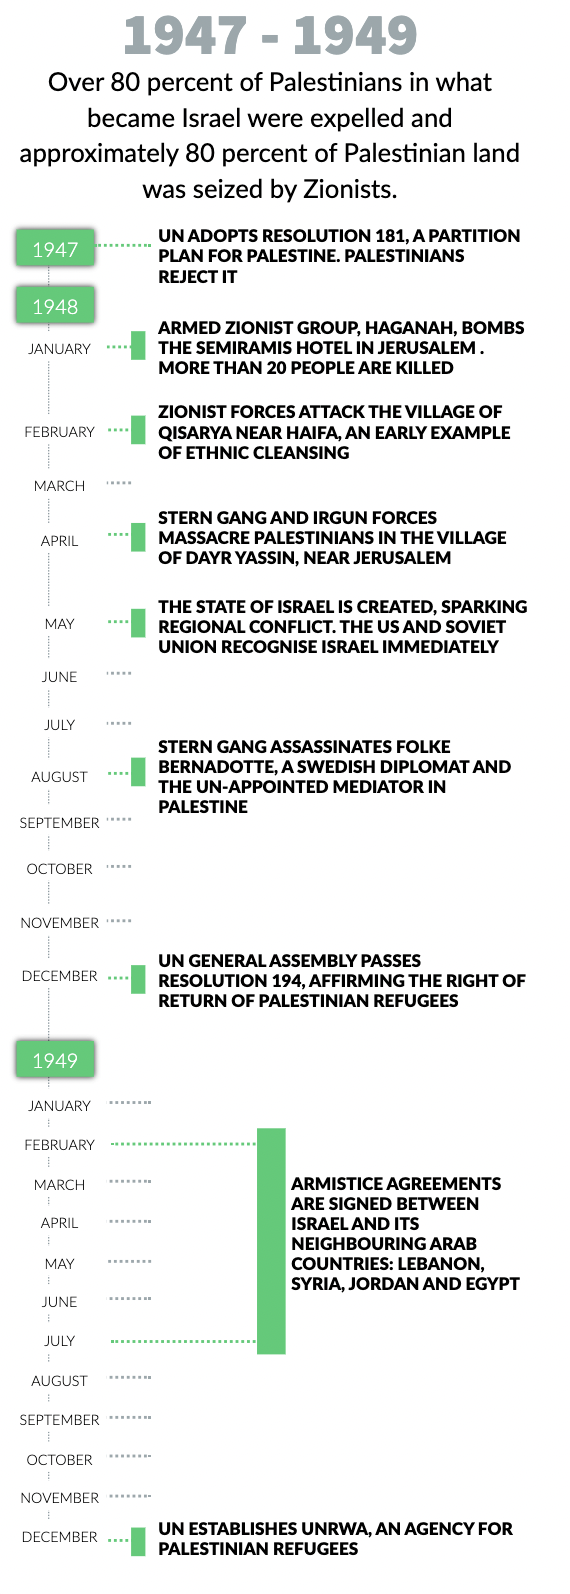 1947 - 1949
Over 80 percent of Palestinians in what
became Israel were expelled and
approximately 80 percent of Palestinian land
was seized by Zionists.
1947
UN ADOPTS RESOLUTION 181, A PARTITION
PLAN FOR PALESTINE. PALESTINIANS
REJECT IT
1948
JANUARY
ARMED ZIONIST GROUP, HAGANAH, BOMBS
THE SEMIRAMIS HOTEL IN JERUSALEM .
MORE THAN 20 PEOPLE ARE KILLED
FEBRUARY
ZIONIST FORCES ATTACK THE VILLAGE OF
QISARYA NEAR HAIFA, AN EARLY EXAMPLE
OF ETHNIC CLEANSING
MARCH
APRIL
STERN GANG AND IRGUN FORCES
MASSACRE PALESTINIANS IN THE VILLAGE
OF DAYR YASSIN, NEAR JERUSALEM
MAY
THE STATE OF ISRAEL IS CREATED, SPARKING
REGIONAL CONFLICT. THE US AND SOVIET
UNION RECOGNISE ISRAEL IMMEDIATELY
JUNE
JULY
AUGUST
STERN GANG ASSASSINATES FOLKE
BERNADOTTE, A SWEDISH DIPLOMAT AND
THE UN-APPOINTED MEDIATOR IN
PALESTINE
SEPTEMBER
OCTOBER
NOVEMBER
DECEMBER
UN GENERAL ASSEMBLY PASSES
RESOLUTION 194, AFFIRMING THE RIGHT OF
RETURN OF PALESTINIAN REFUGEES
1949
JANUARY
FEBRUARY
MARCH
APRIL
MAY
JUNE
JULY
ARMISTICE AGREEMENTS
ARE SIGNED BETWEEN
ISRAEL AND ITS
NEIGHBOURING ARAB
COUNTRIES: LEBANON,
SYRIA, JORDAN AND EGYPT
AUGUST
SEPTEMBER
OCTOBER
NOVEMBER
DECEMBER
UN ESTABLISHES UNRWA, AN AGENCY FOR
PALESTINIAN REFUGEES